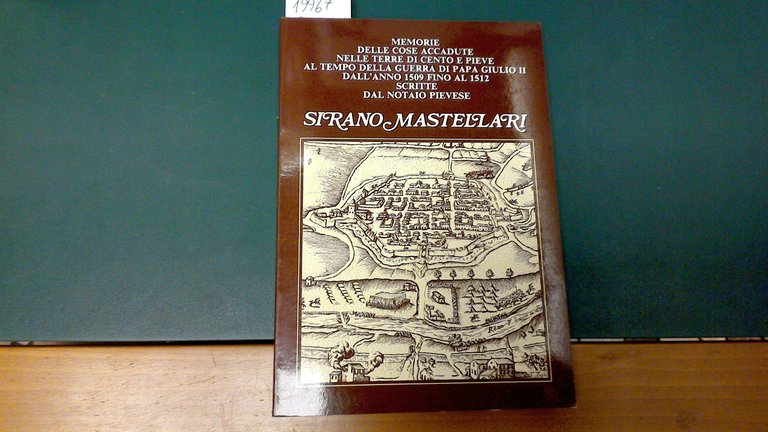 19967
MEMORIE
DELLE COSE ACCADUTE
NELLE TERRE DI CENTO E PIEVE
AL TEMPO DELLA GUERRA DI PAPA GIULIO II
DALL'ANNO 1509 FINO AL 1512
SCRITTE
DAL NOTAIO PIEVESE
SIRANO MASTELLARI